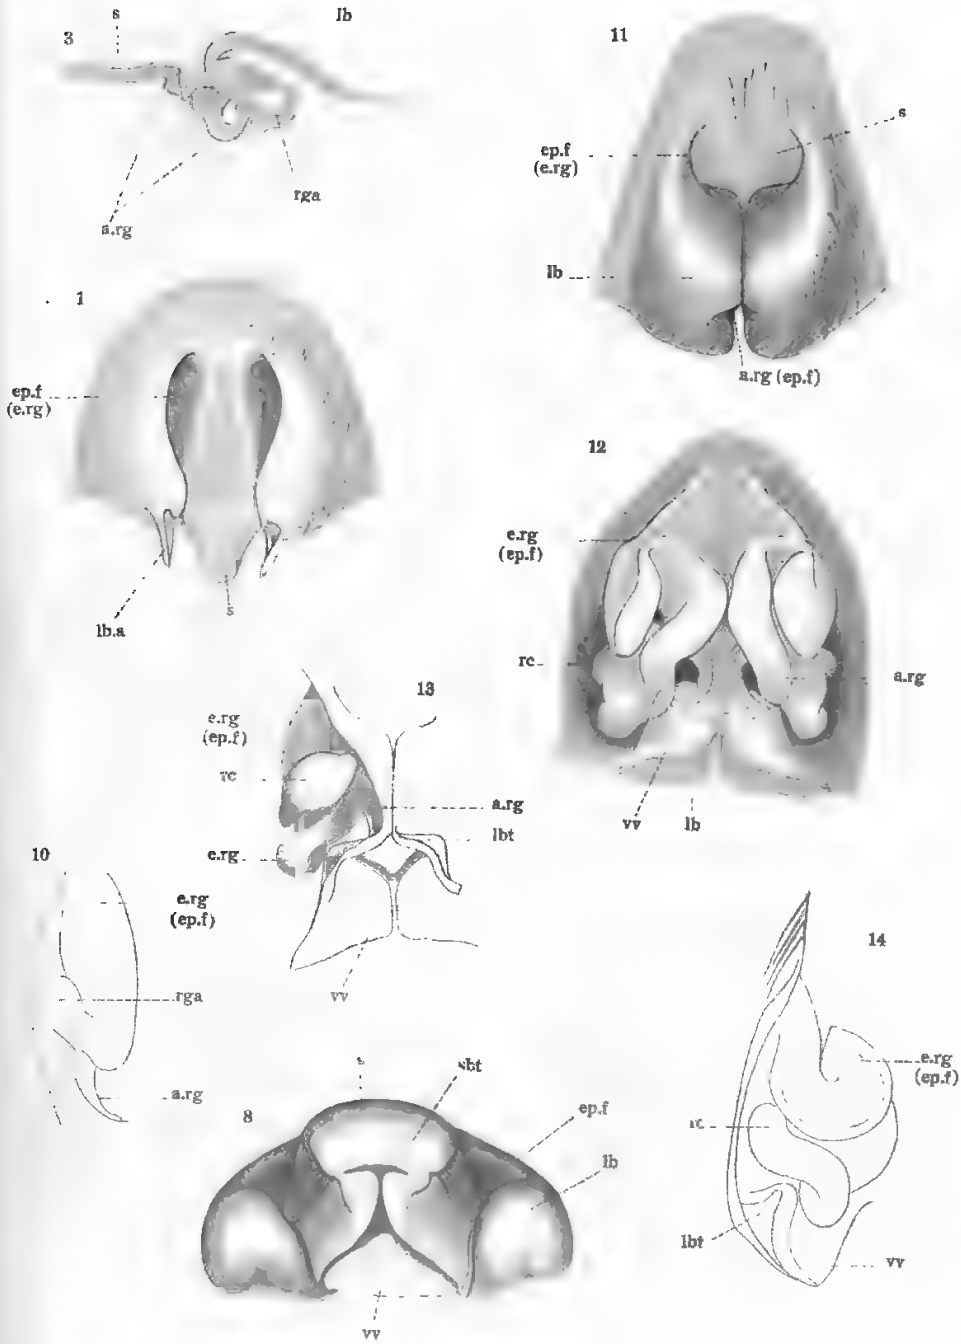 3
s
lb
rga
a.rg
11
s
ep.f
(e.rg)
lb
a.rg (ep.f)
1
ep.f
(e.rg)
lb.a
s
12
e.rg
(ep.f)
rc
a.rg
vv
lb
13
e.rg
(ep.f)
rc
a.rg
lbt
e.rg
vv
10
e.rg
(ep.f)
rga
a.rg
8
sbt
ep.f
lb
vv
14
e.rg
(ep.f)
rc
lbt
vv